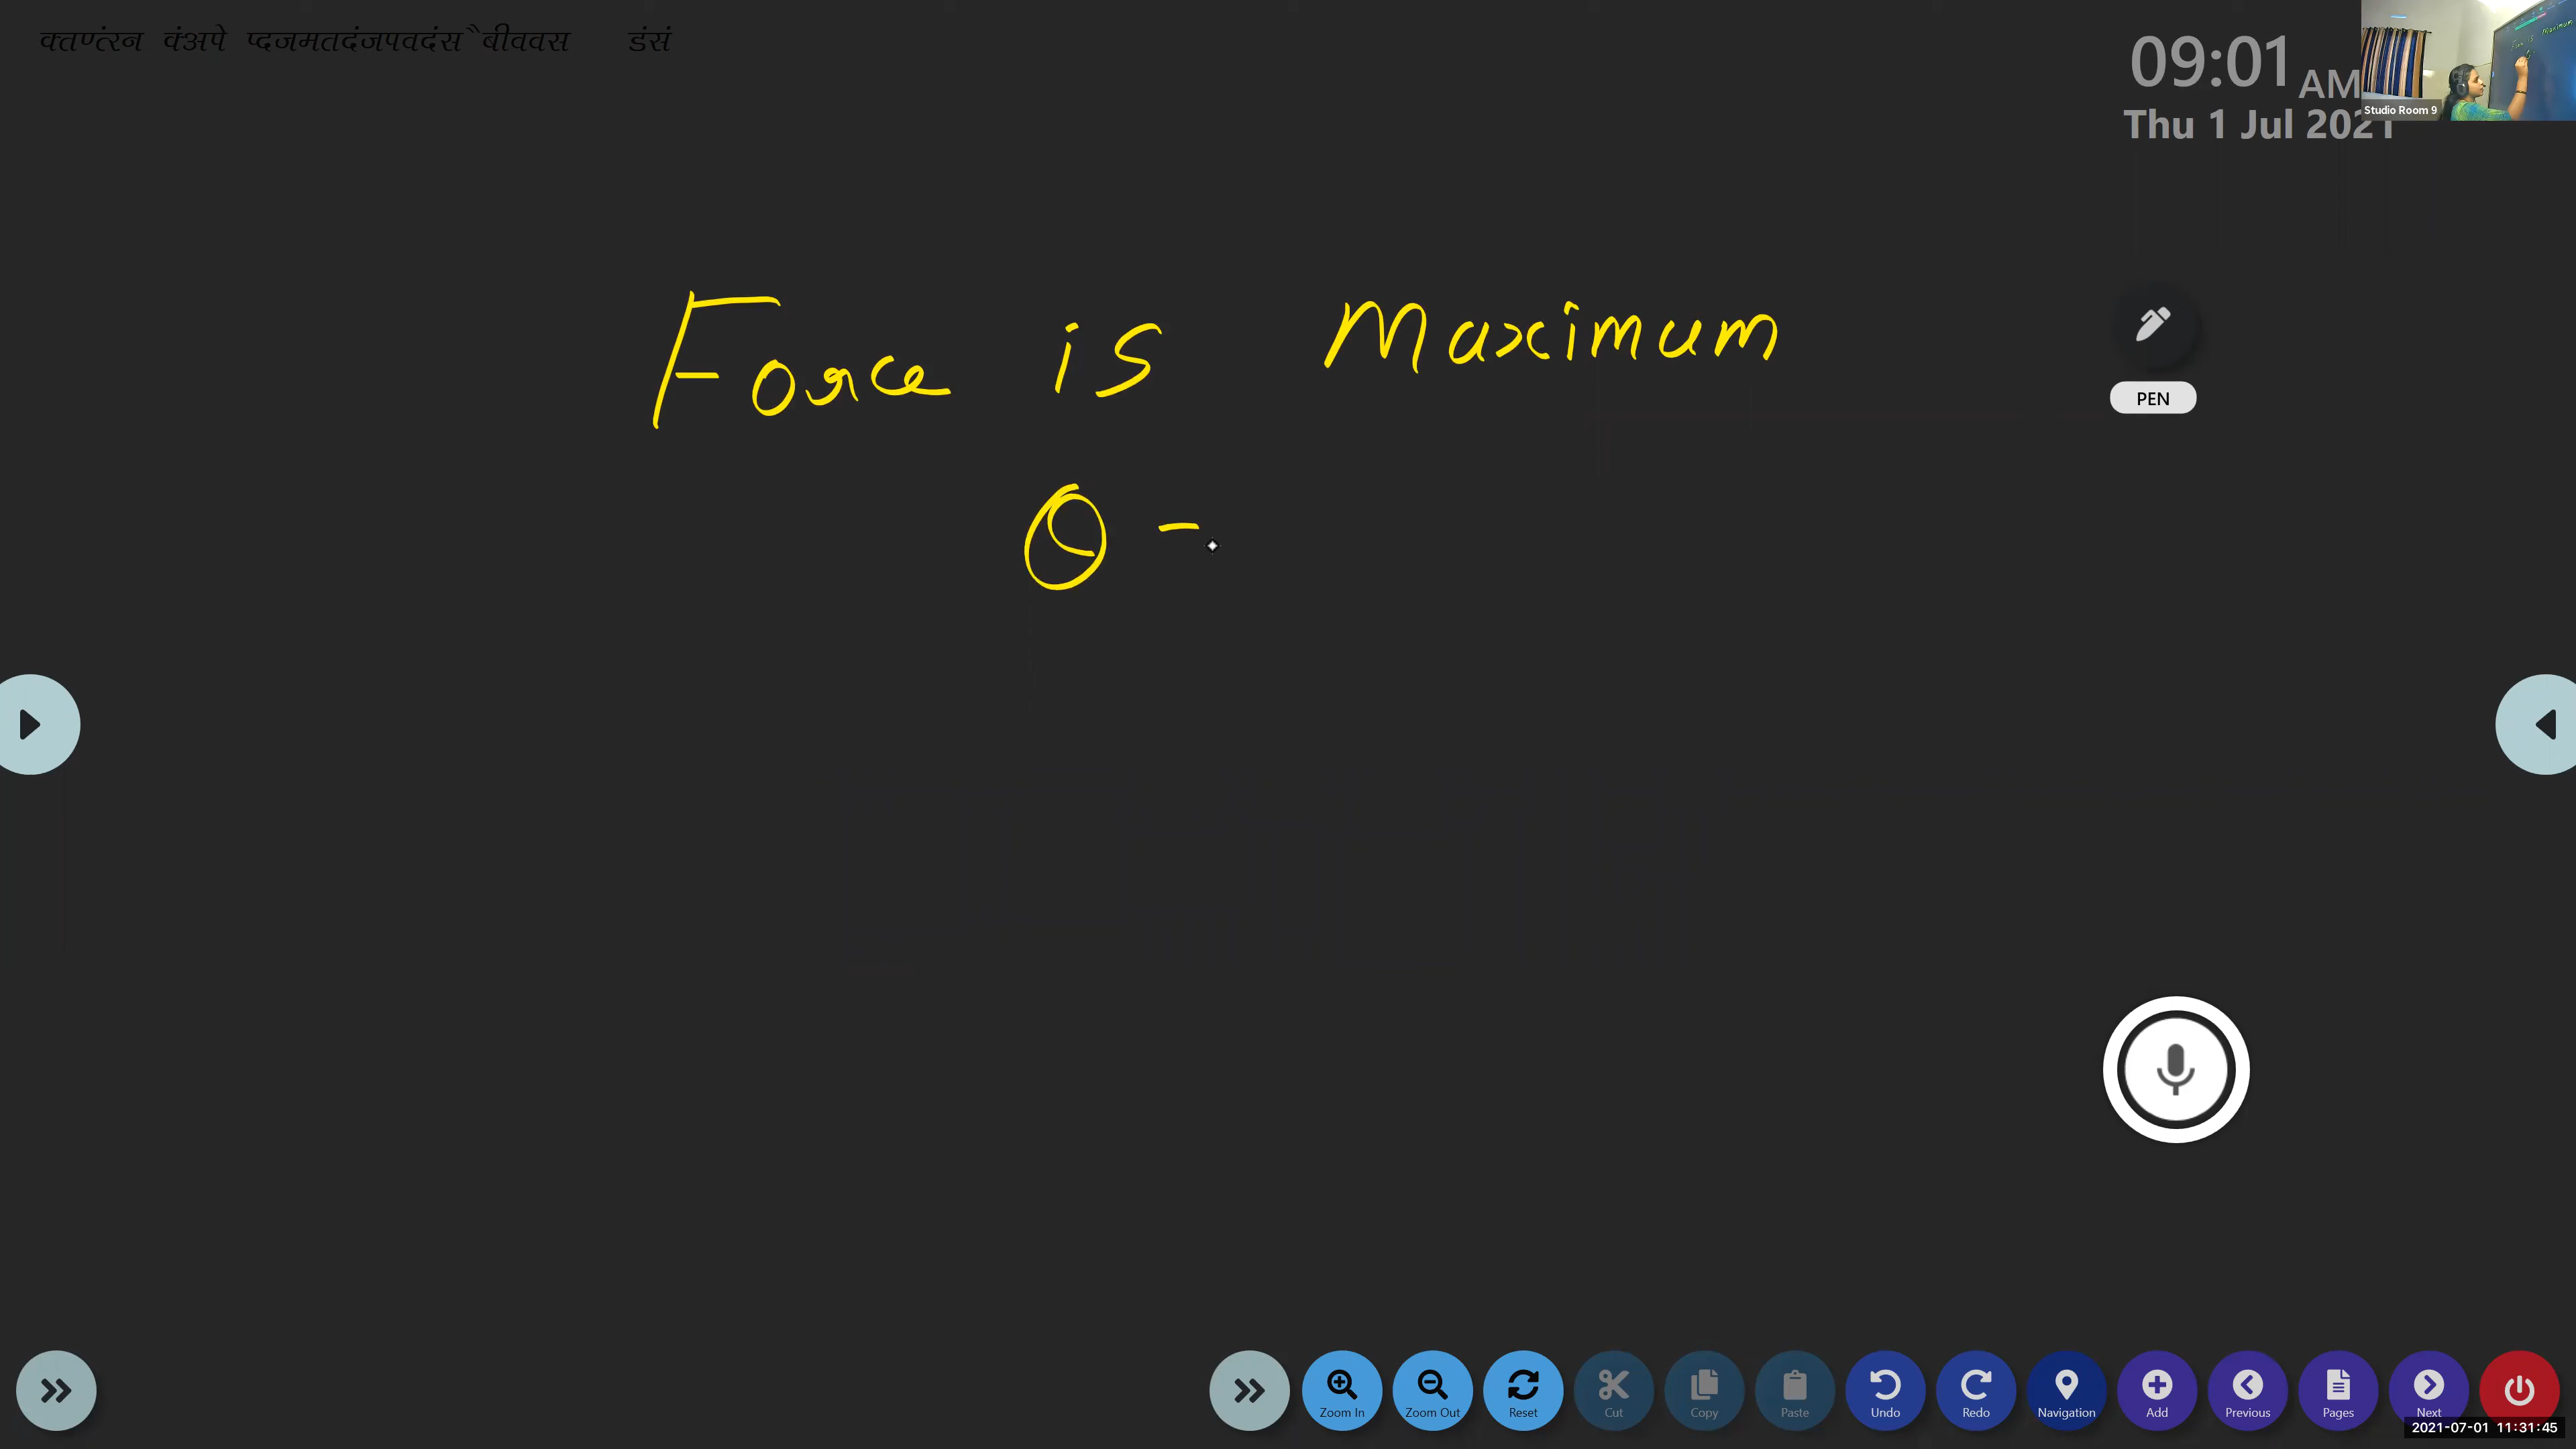 क्तण्तंरन कंअपे प्दजमतदंजपवदंस ैबीववस डंसं
09:01 AM
Thu 1 Jul 2021
Studio Room 9
Force is Maximum
PEN
θ -
Zoom In
Zoom Out
Reset
Cut
Copy
Paste
Undo
Redo
Navigation
Add
Previous
Pages
Next
2021-07-01 11:31:45